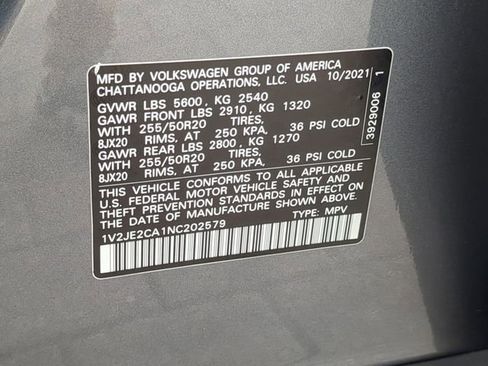 MFD BY VOLKSWAGEN GROUP OF AMERICA
CHATTANOOGA OPERATIONS, LLC. USA 10/2021
GVWR LBS 5600, KG 2540
GAWR FRONT LBS 2910, KG 1320
WITH 255/50R20 TIRES,
8JX20 RIMS, AT 250 KPA, 36 PSI COLD
GAWR REAR LBS 2800, KG 1270
WITH 255/50R20 TIRES,
8JX20 RIMS, AT 250 KPA, 36 PSI COLD
THIS VEHICLE CONFORMS TO ALL APPLICABLE
U.S. FEDERAL MOTOR VEHICLE SAFETY AND
THEFT PREVENTION STANDARDS IN EFFECT ON
THE DATE OF MANUFACTURE SHOWN ABOVE.
1V2JE2CA1NC202579 TYPE: MPV
3929006 1